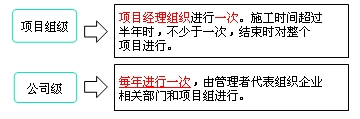 项目组级
项目经理组织进行一次。施工时间超过
半年时，不少于一次，结束时对整个
项目进行。
公司级
每年进行一次，由管理者代表组织企业
相关部门和项目组进行。